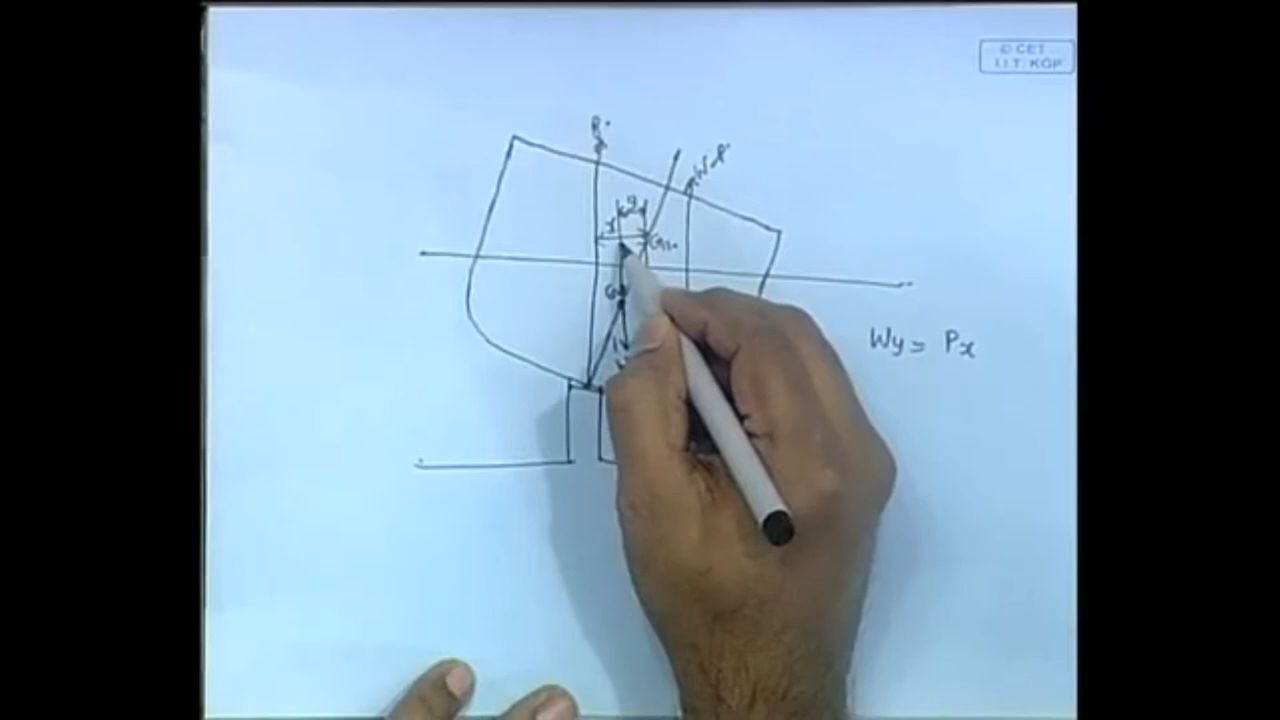 © CET
I.I.T. KGP
P.
W-P
y
x
G
W
Wy = Px